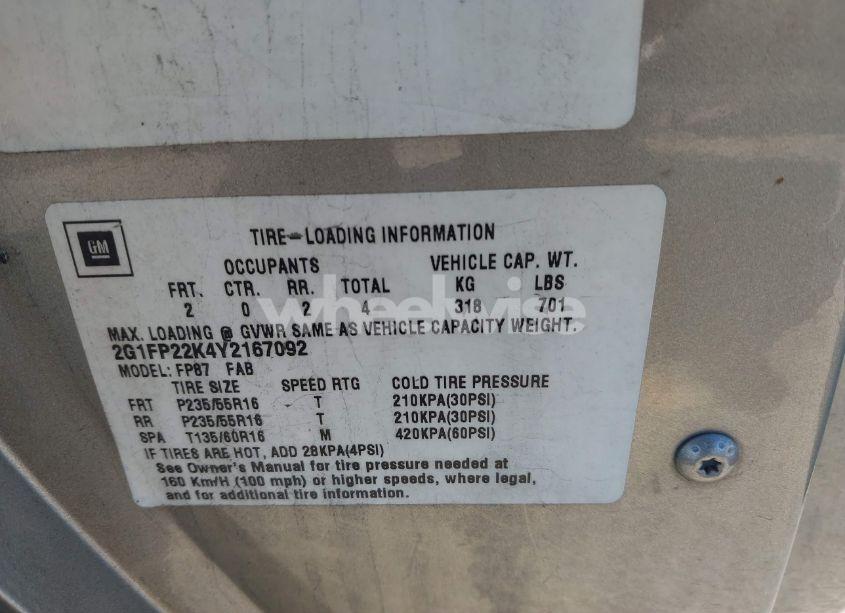 GM
TIRE-LOADING INFORMATION
OCCUPANTS VEHICLE CAP. WT.
FRT. CTR. RR. TOTAL KG LBS
2 0 2 4 318 701
wheelwise
MAX. LOADING @ GVWR SAME AS VEHICLE CAPACITY WEIGHT.
2G1FP22K4Y2167092
MODEL: FP87 FAB
TIRE SIZE SPEED RTG COLD TIRE PRESSURE
FRT P235/55R16 T 210KPA(30PSI)
RR P235/55R16 T 210KPA(30PSI)
SPA T135/60R16 M 420KPA(60PSI)
IF TIRES ARE HOT, ADD 28KPA(4PSI)
See Owner's Manual for tire pressure needed at
160 Km/H (100 mph) or higher speeds, where legal,
and for additional tire information.